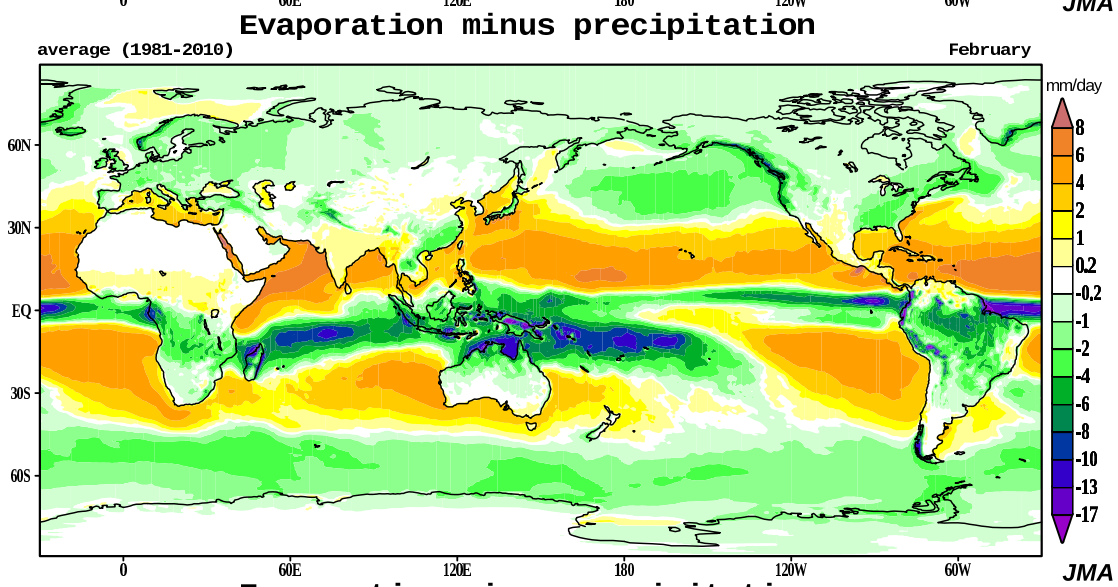 0 60E 120E 180 120W 60W JMA
Evaporation minus precipitation
average (1981-2010) February
mm/day
8
6
4
2
1
0.2
-0.2
-1
-2
-4
-6
-8
-10
-13
-17
60N
30N
EQ
30S
60S
0 60E 120E 180 120W 60W
JMA